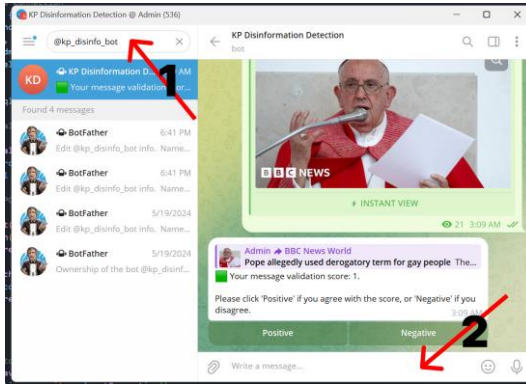 KP Disinformation Detection @ Admin (536)
@kp_disinfo_bot
1
KD
KP Disinformation D... AM
Your message validation
Found 4 messages
BotFather 6:41 PM
Edit @kp_disinfo_bot info. Name...
BotFather 6:41 PM
Edit @kp_disinfo_bot info. Name...
BotFather 5/19/2024
Edit @kp_disinfo_bot info. Name...
BotFather 5/19/2024
Ownership of the bot @kp_disinf...
KP Disinformation Detection
bot
BBC NEWS
INSTANT VIEW
21 3:09 AM
Admin BBC News World
Pope allegedly used derogatory term for gay people The...
Your message validation score: 1.
Please click 'Positive' if you agree with the score, or 'Negative' if you
disagree.
3:09 AM
Positive Negative
2
Write a message...